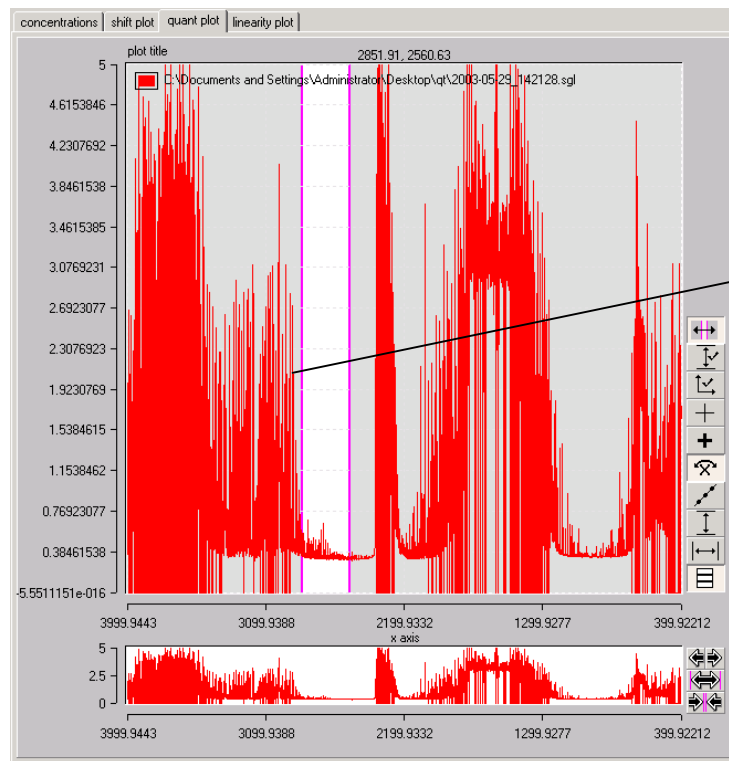 concentrations shift plot quant plot linearity plot
plot title
2851.91, 2560.63
C:\Documents and Settings\Administrator\Desktop\qt\2003-05-29_142128.sgl
5
4.6153846
4.2307692
3.8461538
3.4615385
3.0769231
2.6923077
2.3076923
1.9230769
1.5384615
1.1538462
0.76923077
0.38461538
-5.5511151e-016
3999.9443 3099.9388 2199.9332 1299.9277 399.92212
x axis
5
2.5
0
3999.9443 3099.9388 2199.9332 1299.9277 399.92212